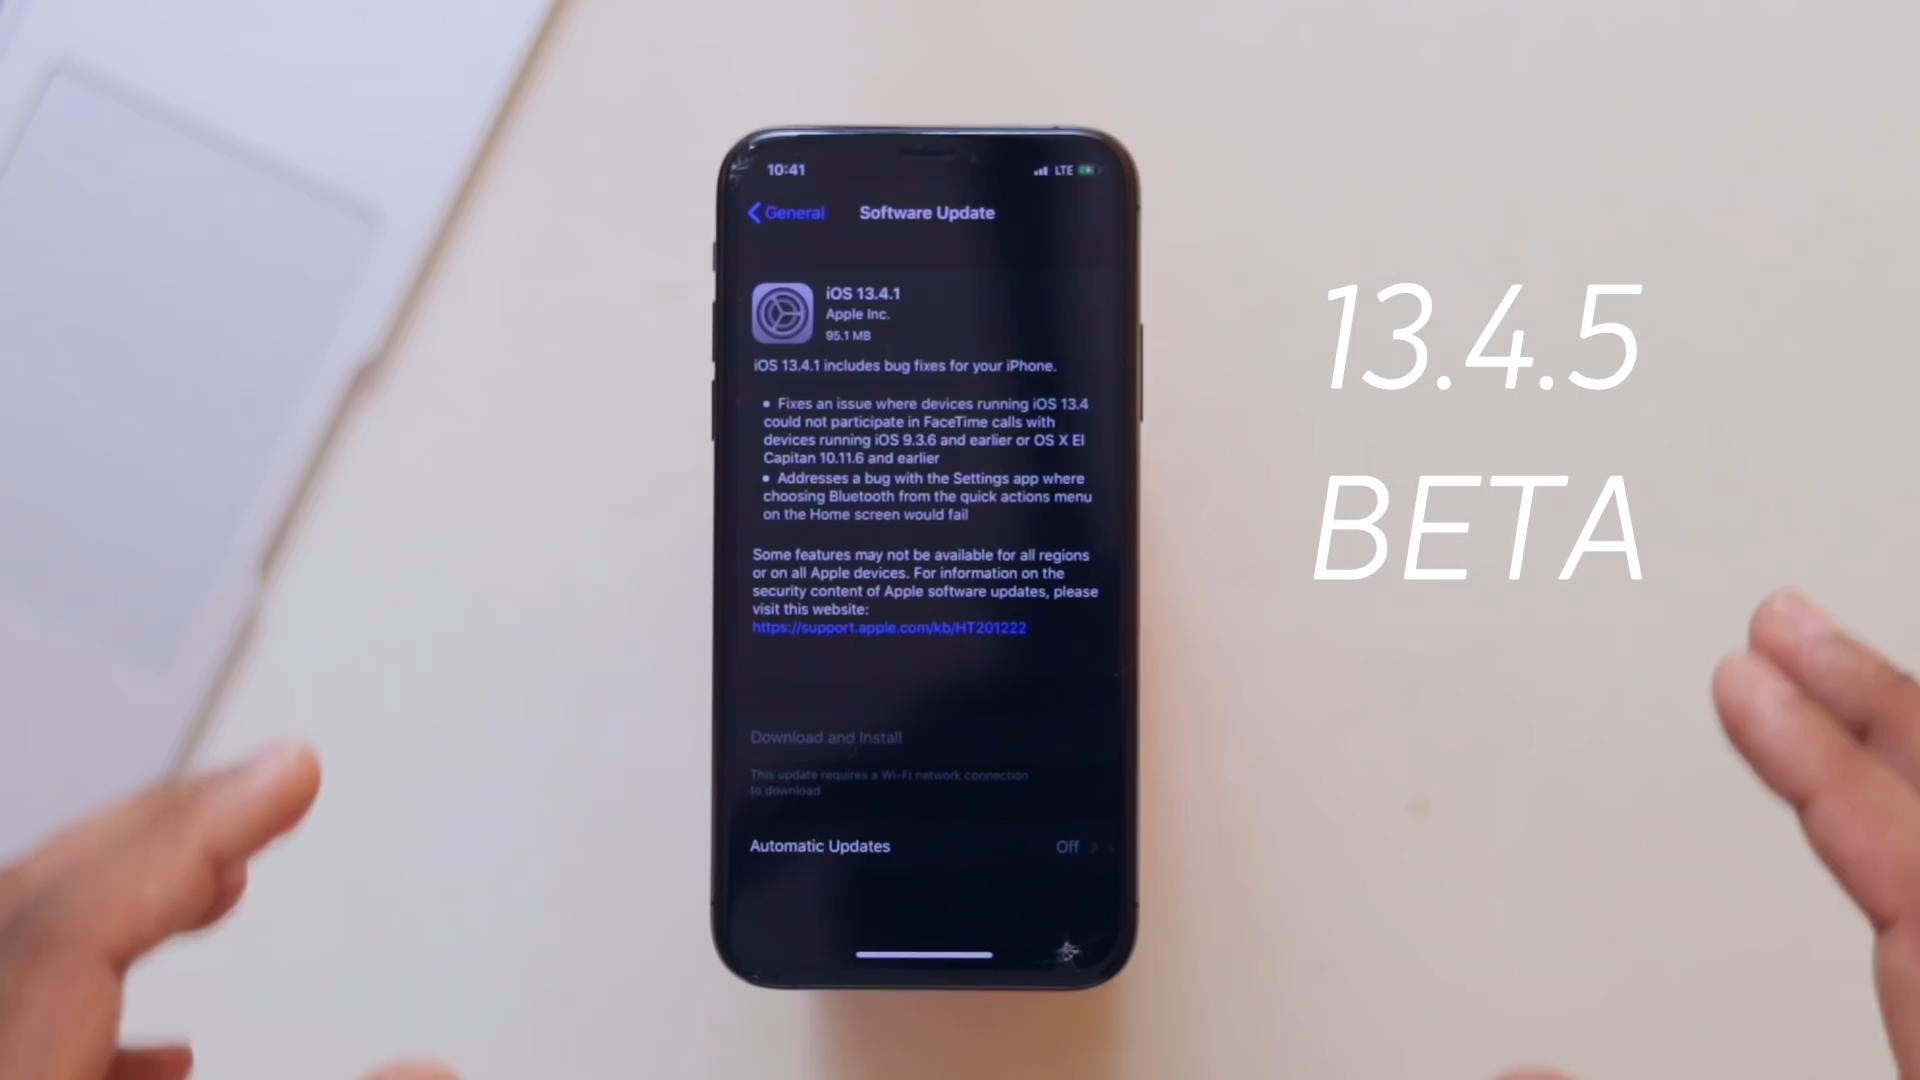 10:41
LTE
General
Software Update
iOS 13.4.1
Apple Inc.
95.1 MB
iOS 13.4.1 includes bug fixes for your iPhone.
• Fixes an issue where devices running iOS 13.4
could not participate in FaceTime calls with
devices running iOS 9.3.6 and earlier or OS X El
Capitan 10.11.6 and earlier
• Addresses a bug with the Settings app where
choosing Bluetooth from the quick actions menu
on the Home screen would fail
Some features may not be available for all regions
or on all Apple devices. For information on the
security content of Apple software updates, please
visit this website:
https://support.apple.com/kb/HT201222
Download and Install
This update requires a Wi-Fi network connection
to download.
Automatic Updates Off
13.4.5
BETA